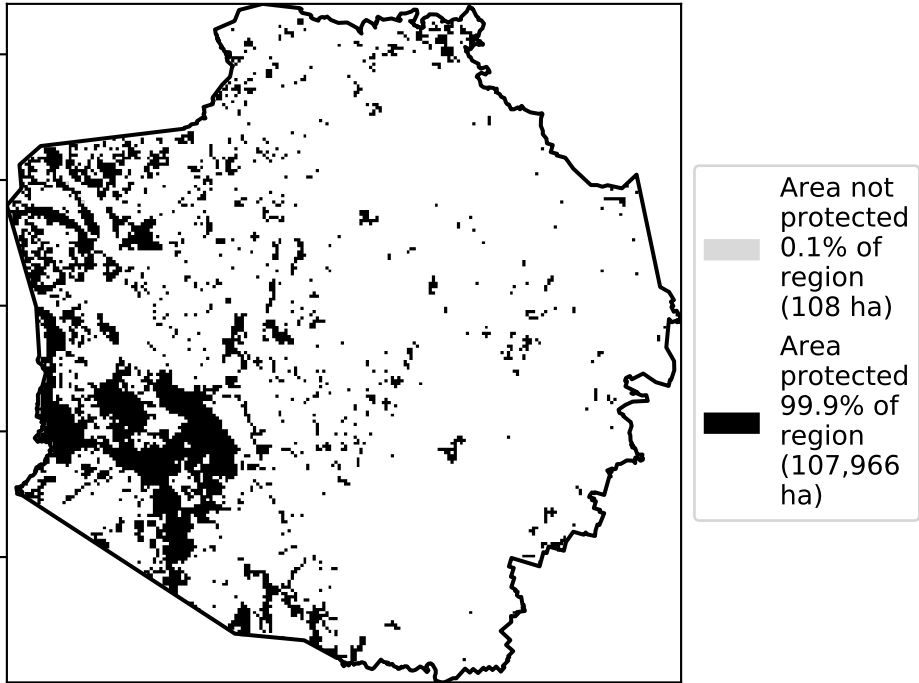 Area not
protected
0.1% of
region
(108 ha)
Area
protected
99.9% of
region
(107,966
ha)